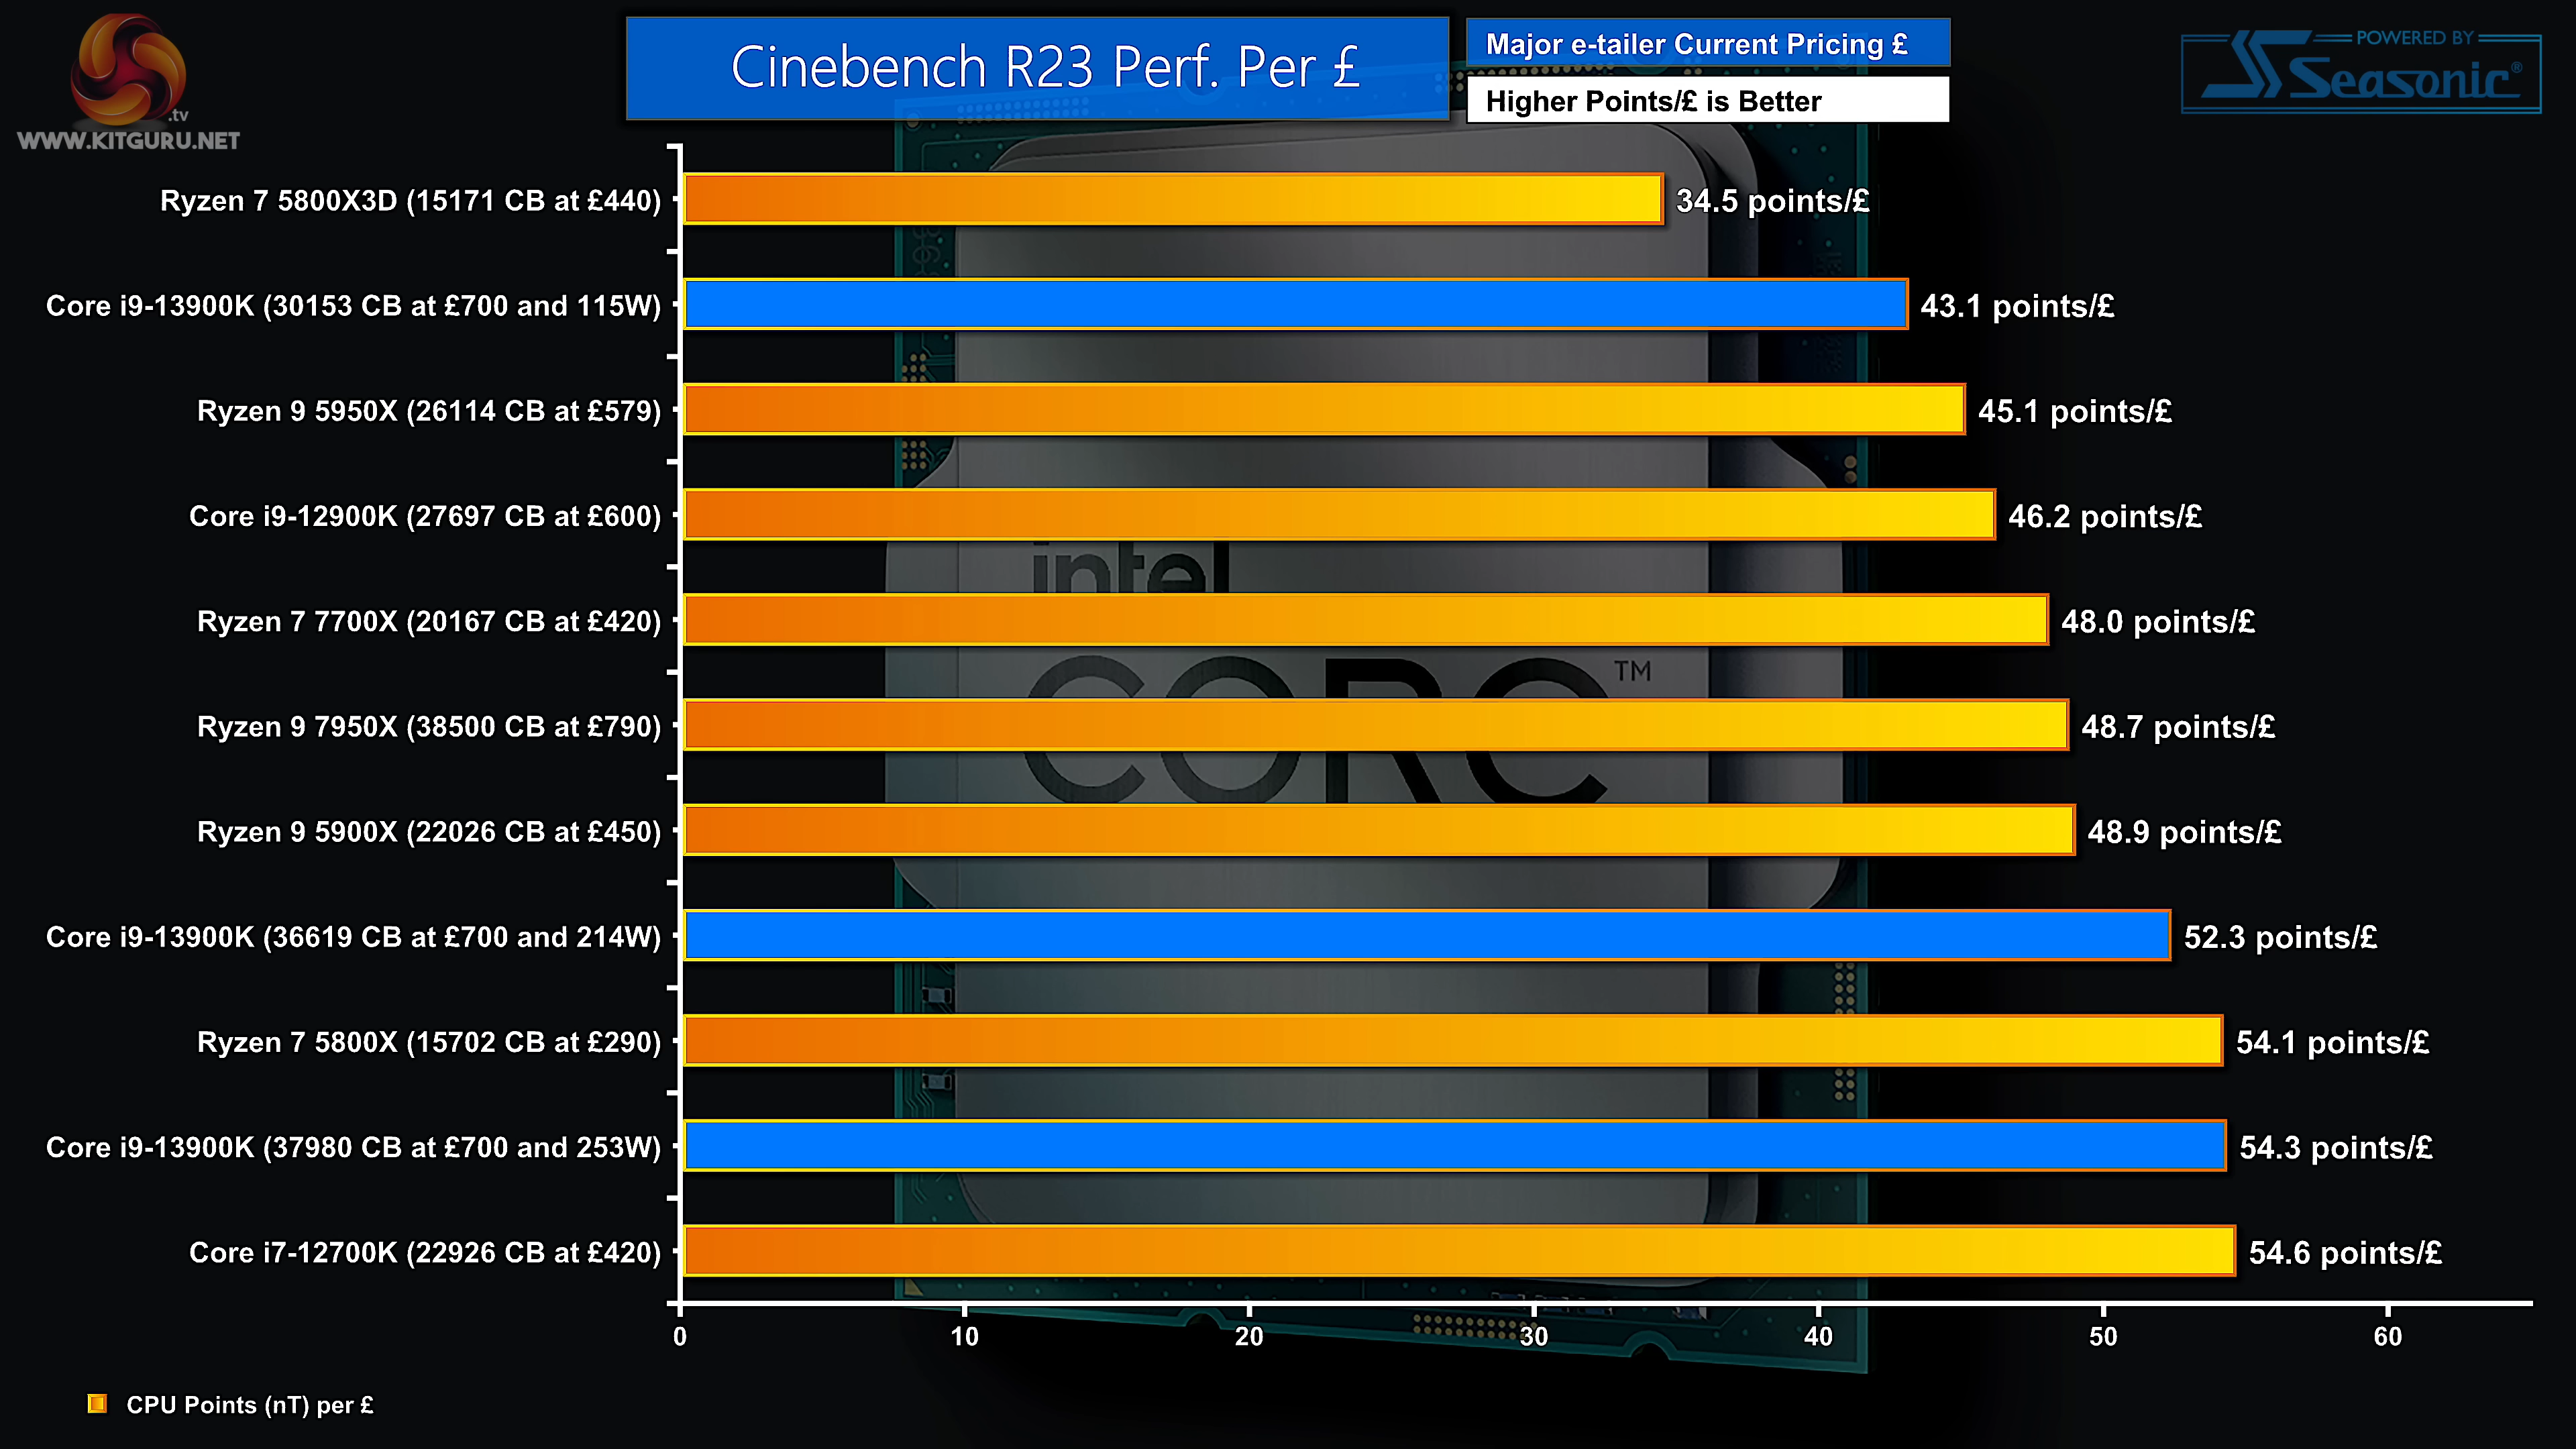 .tv
WWW.KITGURU.NET
Cinebench R23 Perf. Per £
Major e-tailer Current Pricing £
Higher Points/£ is Better
POWERED BY
Seasonic®
Ryzen 7 5800X3D (15171 CB at £440) 34.5 points/£
Core i9-13900K (30153 CB at £700 and 115W) 43.1 points/£
Ryzen 9 5950X (26114 CB at £579) 45.1 points/£
Core i9-12900K (27697 CB at £600) 46.2 points/£
intel
Ryzen 7 7700X (20167 CB at £420) 48.0 points/£
CORE™
Ryzen 9 7950X (38500 CB at £790) 48.7 points/£
Ryzen 9 5900X (22026 CB at £450) 48.9 points/£
Core i9-13900K (36619 CB at £700 and 214W) 52.3 points/£
Ryzen 7 5800X (15702 CB at £290) 54.1 points/£
Core i9-13900K (37980 CB at £700 and 253W) 54.3 points/£
Core i7-12700K (22926 CB at £420) 54.6 points/£
0 10 20 30 40 50 60
CPU Points (nT) per £